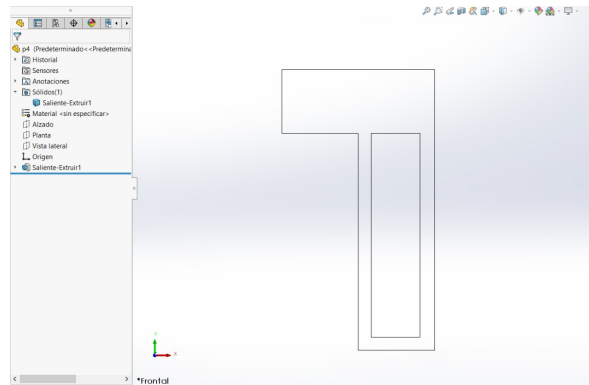 p4 (Predeterminado<<Predetermina
Historial
Sensores
Anotaciones
Sólidos(1)
Saliente-Extruir1
Material <sin especificar>
Alzado
Planta
Vista lateral
Origen
Saliente-Extruir1
Y
X
*Frontal